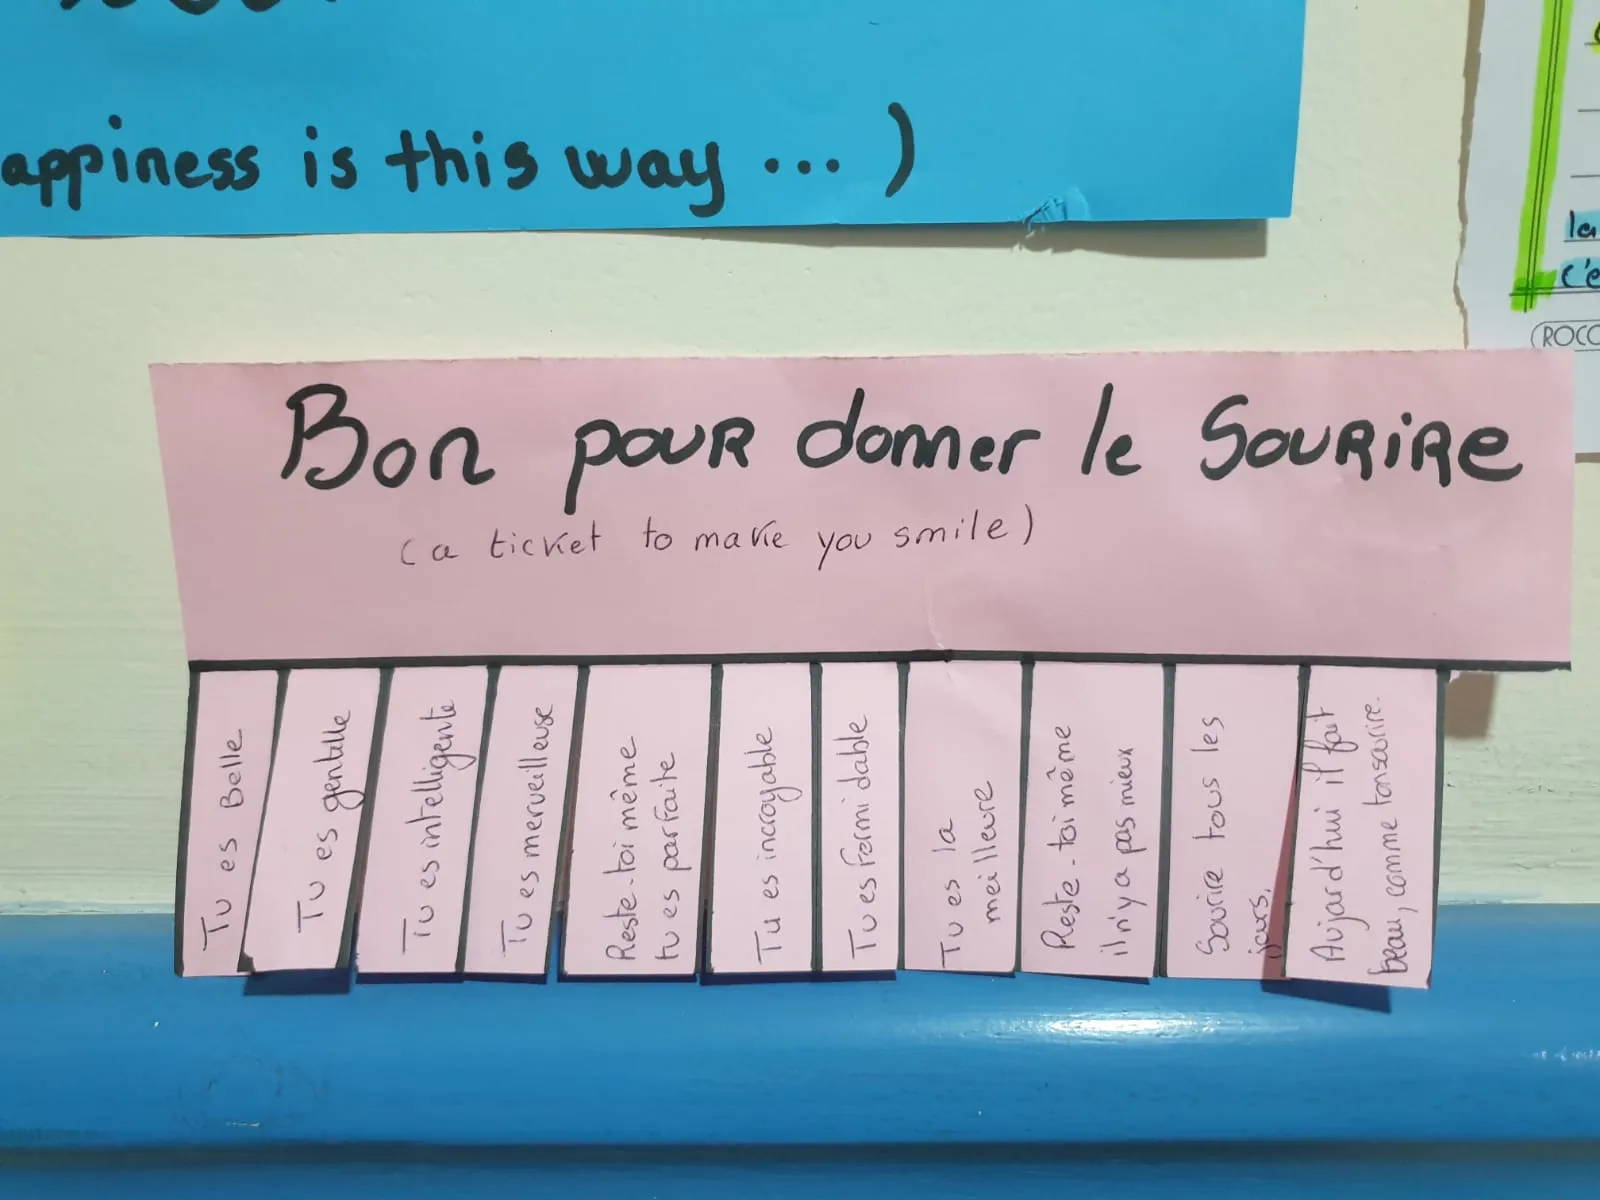 appiness is this way ... )
la
c'e
ROCO
Bon pour donner le Sourire
(a ticket to make you smile)
Tu es Belle
Tu es gentille
Tu es intelligente
Tu es merveilleuse
Reste-toi même
tu es parfaite
Tu es incroyable
Tu es formidable
Tu es la
meilleure
Reste-toi même
il n'y a pas mieux
Sourire tous les
jours.
Aujard'hui il fait
beau, comme ton sourire.